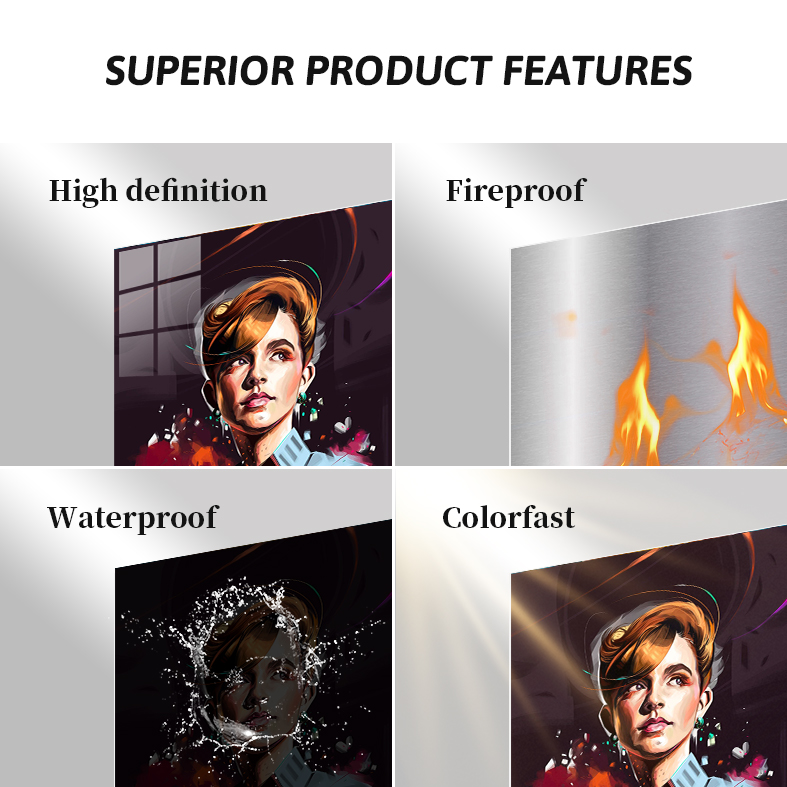 SUPERIOR PRODUCT FEATURES
High definition
Fireproof
Waterproof
Colorfast